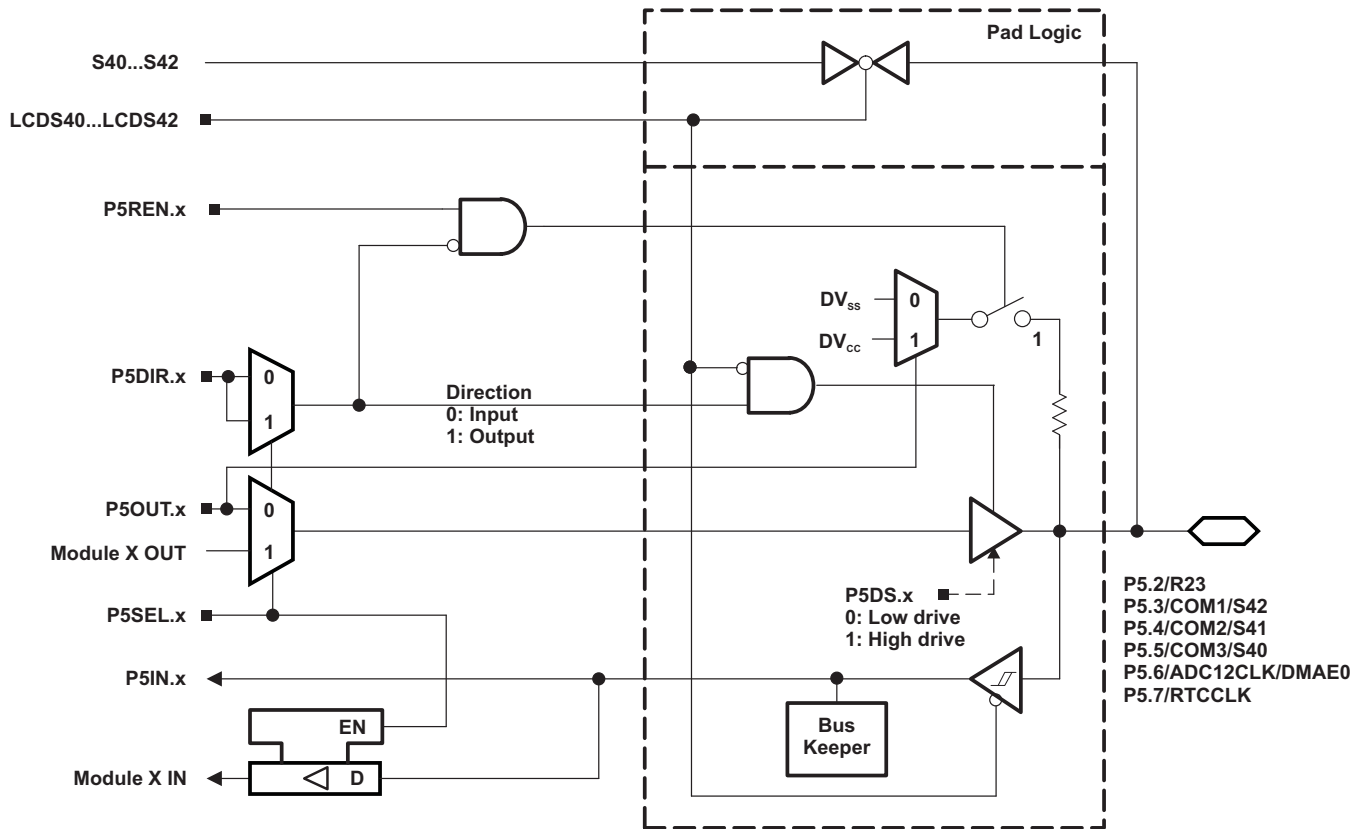 Pad Logic
S40...S42
LCDS40...LCDS42
P5REN.x
DVSS
0
DVCC
1
1
P5DIR.x
0
1
Direction
0: Input
1: Output
P5OUT.x
0
Module X OUT
1
P5DS.x
0: Low drive
1: High drive
P5.2/R23
P5.3/COM1/S42
P5.4/COM2/S41
P5.5/COM3/S40
P5.6/ADC12CLK/DMAE0
P5.7/RTCCLK
P5SEL.x
P5IN.x
EN
Bus
Keeper
Module X IN
D